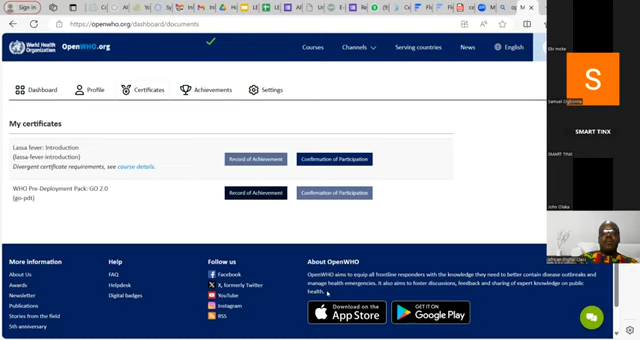 Sign in
https://openwho.org/dashboard/documents
World Health
Organization
OpenWHO.org
Courses
Channels
Serving countries
News
English
Dashboard
Profile
Certificates
Achievements
Settings
My certificates
Lassa fever: Introduction
(lassa-fever-introduction)
Divergent certificate requirements, see course details.
Record of Achievement
Confirmation of Participation
WHO Pre-Deployment Pack: GO 2.0
(go-pdt)
Record of Achievement
Confirmation of Participation
More information
About Us
Awards
Newsletter
Publications
Stories from the field
5th anniversary
Help
FAQ
Helpdesk
Digital badges
Follow us
Facebook
X, formerly Twitter
YouTube
Instagram
RSS
About OpenWHO
OpenWHO aims to equip all frontline responders with the knowledge they need to better contain disease outbreaks and
manage health emergencies. It also aims to foster discussions, feedback and sharing of expert knowledge on public
health.
Download on the
App Store
GET IT ON
Google Play
S
Samuel
SMART TINX
SMART TINX
John Olaka
African Digital Class